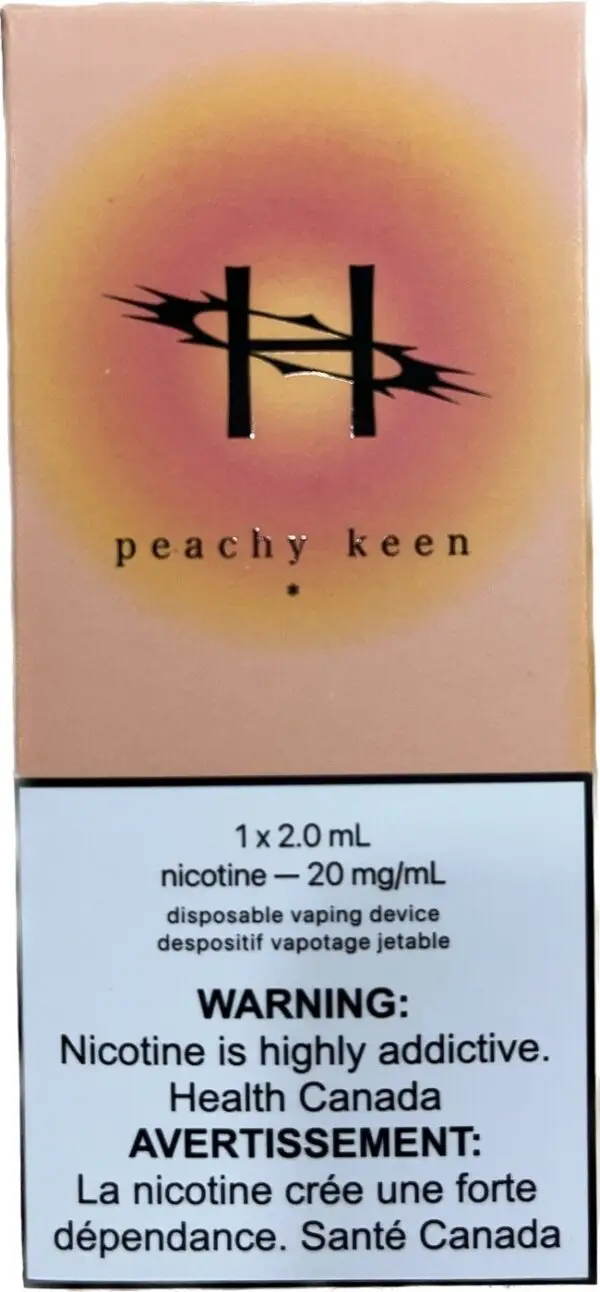 H
peachy keen
*
1 x 2.0 mL
nicotine — 20 mg/mL
disposable vaping device
despositif vapotage jetable
WARNING:
Nicotine is highly addictive.
Health Canada
AVERTISSEMENT:
La nicotine crée une forte
dépendance. Santé Canada